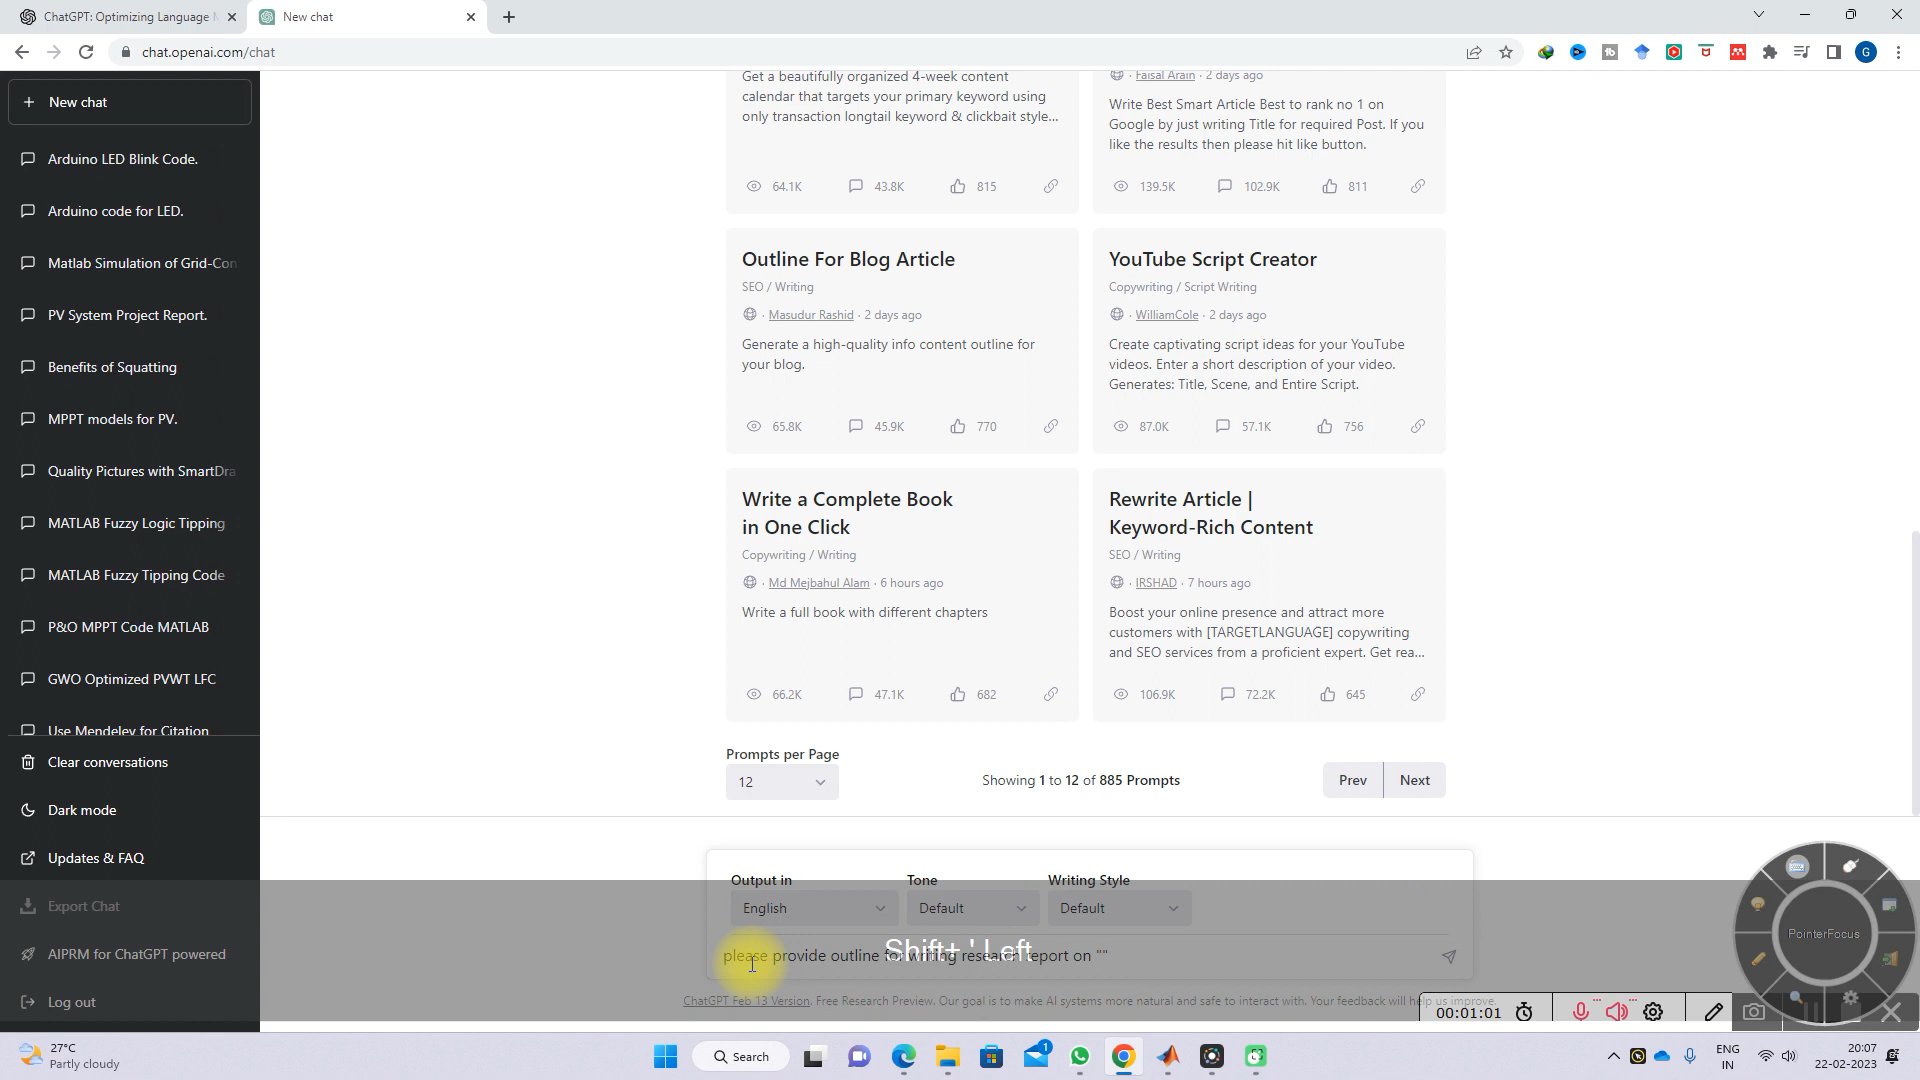 ChatGPT: Optimizing Language M
New chat
chat.openai.com/chat
G
New chat
Arduino LED Blink Code.
Arduino code for LED.
Matlab Simulation of Grid-Con
PV System Project Report.
Benefits of Squatting
MPPT models for PV.
Quality Pictures with SmartDra
MATLAB Fuzzy Logic Tipping
MATLAB Fuzzy Tipping Code
P&O MPPT Code MATLAB
GWO Optimized PVWT LFC
Use Mendeley for Citation
Clear conversations
Dark mode
Updates & FAQ
Export Chat
AIPRM for ChatGPT powered
Log out
Get a beautifully organized 4-week content
calendar that targets your primary keyword using
only transaction longtail keyword & clickbait style...
64.1K 43.8K 815
Faisal Arain · 2 days ago
Write Best Smart Article Best to rank no 1 on
Google by just writing Title for required Post. If you
like the results then please hit like button.
139.5K 102.9K 811
Outline For Blog Article
SEO / Writing
· Masudur Rashid · 2 days ago
Generate a high-quality info content outline for
your blog.
65.8K 45.9K 770
YouTube Script Creator
Copywriting / Script Writing
· WilliamCole · 2 days ago
Create captivating script ideas for your YouTube
videos. Enter a short description of your video.
Generates: Title, Scene, and Entire Script.
87.0K 57.1K 756
Write a Complete Book
in One Click
Copywriting / Writing
· Md Mejbahul Alam · 6 hours ago
Write a full book with different chapters
66.2K 47.1K 682
Rewrite Article |
Keyword-Rich Content
SEO / Writing
· IRSHAD · 7 hours ago
Boost your online presence and attract more
customers with [TARGETLANGUAGE] copywriting
and SEO services from a proficient expert. Get rea...
106.9K 72.2K 645
Prompts per Page
12
Showing 1 to 12 of 885 Prompts
Prev Next
Output in Tone Writing Style
English Default Default
Shift+ ' Left
please provide outline for writing research report on ""
ChatGPT Feb 13 Version. Free Research Preview. Our goal is to make AI systems more natural and safe to interact with. Your feedback will help us improve.
PointerFocus
00:01:01
27°C
Partly cloudy
Search
1
ENG
IN
20:07
22-02-2023